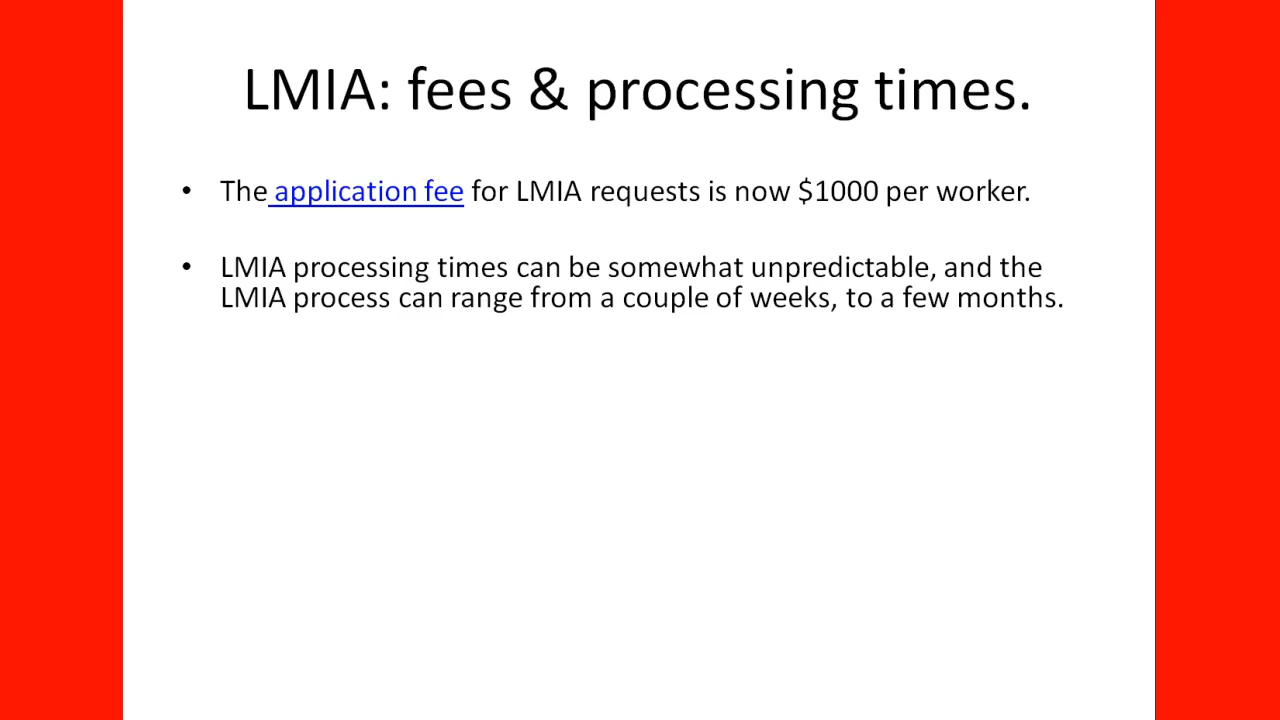 LMIA: fees & processing times.
• The application fee for LMIA requests is now $1000 per worker.
• LMIA processing times can be somewhat unpredictable, and the
LMIA process can range from a couple of weeks, to a few months.